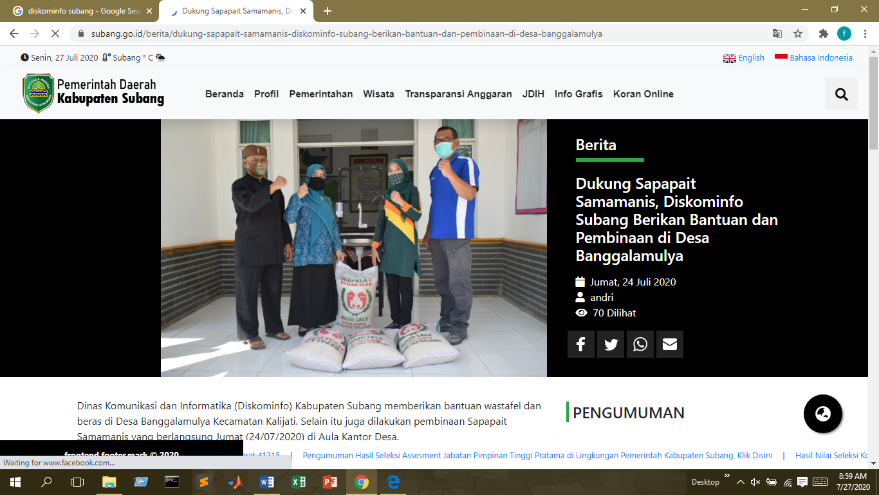 diskominfo subang - Google Sea
Dukung Sapapait Samamanis, Di
subang.go.id/berita/dukung-sapapait-samamanis-diskominfo-subang-berikan-bantuan-dan-pembinaan-di-desa-banggalamulya
Senin, 27 Juli 2020 Subang ° C
English Bahasa Indonesia
Pemerintah Daerah
Kabupaten Subang
Beranda Profil Pemerintahan Wisata Transparansi Anggaran JDIH Info Grafis Koran Online
Berita
Dukung Sapapait
Samamanis, Diskominfo
Subang Berikan Bantuan dan
Pembinaan di Desa
Banggalamulya
Jumat, 24 Juli 2020
andri
70 Dilihat
Dinas Komunikasi dan Informatika (Diskominfo) Kabupaten Subang memberikan bantuan wastafel dan
beras di Desa Banggalamulya Kecamatan Kalijati. Selain itu juga dilakukan pembinaan Sapapait
Samamanis yang berlangsung Jumat (24/07/2020) di Aula Kantor Desa.
PENGUMUMAN
frontend footer mark © 2020
41215 | Pengumuman Hasil Seleksi Assesment Jabatan Pimpinan Tinggi Pratama di Lingkungan Pemerintah Kabupaten Subang, Klik Disini | Hasil Nilai Seleksi Ko
Waiting for www.facebook.com...
Desktop
8:59 AM
7/27/2020